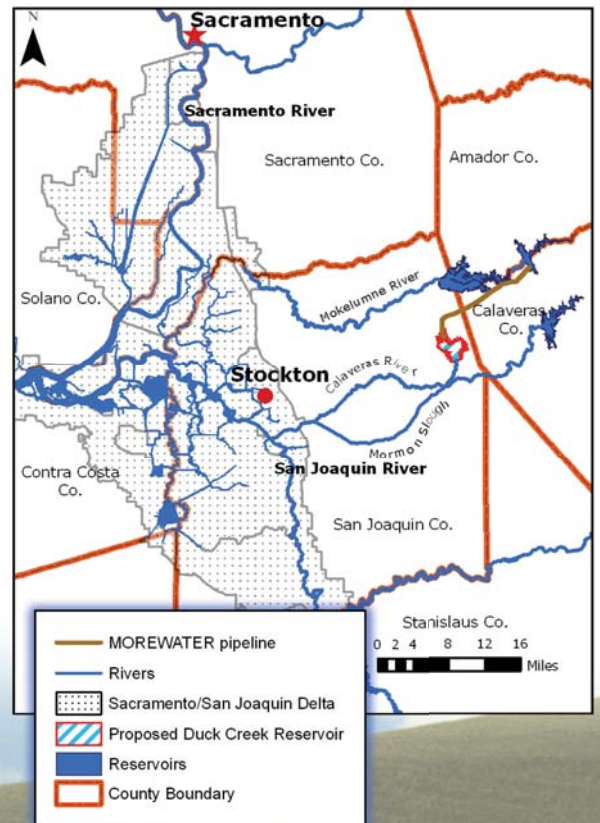 Sacramento
N
Sacramento River
Sacramento Co.
Amador Co.
Solano Co.
Mokelumne River
Calaveras
Co.
Stockton
Calaveras River
Mormon Slough
Contra Costa
Co.
San Joaquin River
San Joaquin Co.
Stanislaus Co.
0 2 4 8 12 16
Miles
MOREWATER pipeline
Rivers
Sacramento/San Joaquin Delta
Proposed Duck Creek Reservoir
Reservoirs
County Boundary